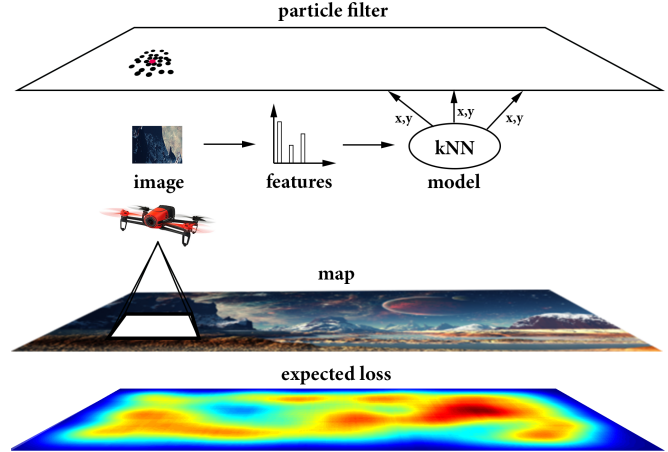 particle filter
x,y x,y x,y
kNN
image features model
map
expected loss